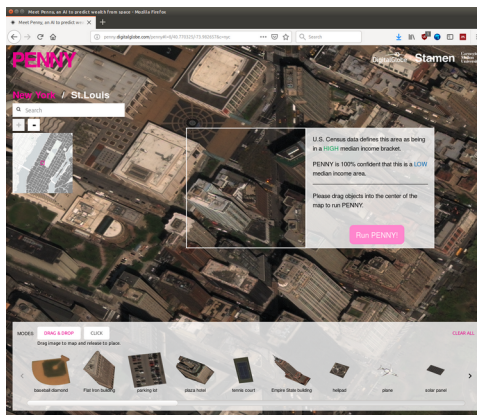 Meet Penny, an AI to predict wealth from space - Mozilla Firefox
Meet Penny, an AI to predict wea
Search
PENNY
DigitalGlobe Stamen
New York / St.Louis
Search
+ -
U.S. Census data defines this area as being
in a HIGH median income bracket.
PENNY is 100% confident that this is a LOW
median income area.
Please drag objects into the center of the
map to run PENNY.
Run PENNY!
MODES DRAG & DROP CLICK CLEAR ALL
Drag image to map and release to place.
baseball diamond Flat Iron building parking lot plaza hotel tennis court Empire State building helipad plane solar panel